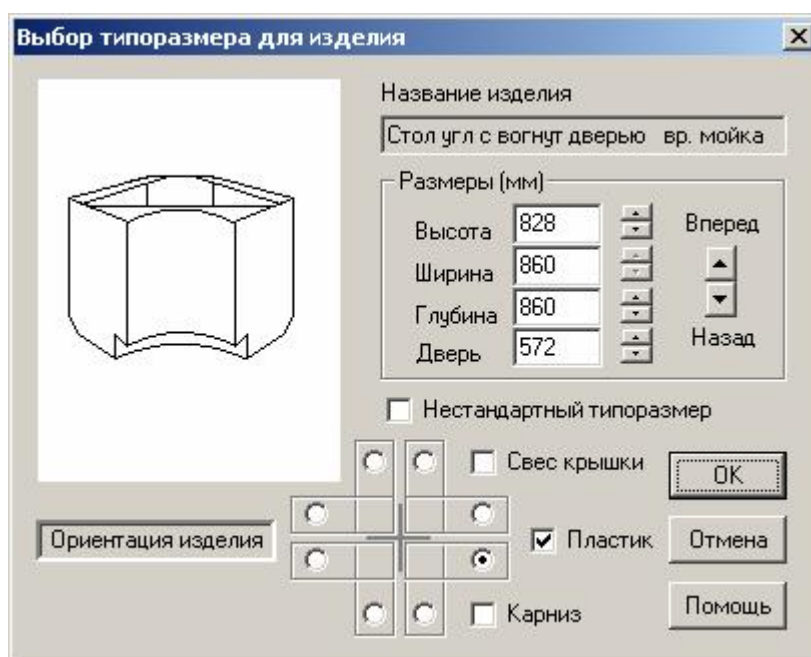 Выбор типоразмера для изделия
Название изделия
Стол угл с вогнут дверью вр. мойка
Размеры (мм)
Высота 828
Вперед
Ширина 860
Глубина 860
Назад
Дверь 572
Нестандартный типоразмер
Свес крышки
OK
Ориентация изделия
Пластик
Отмена
Карниз
Помощь